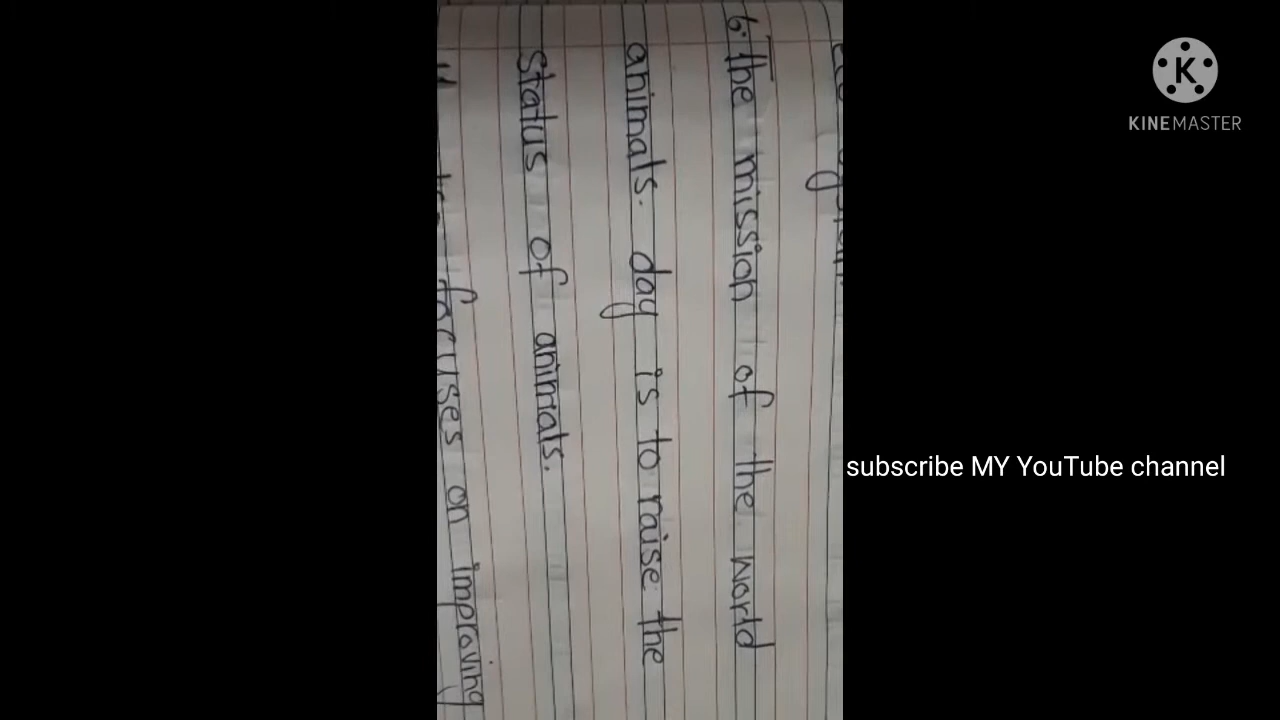 6. The mission of the world
animals. day is to raise the
Status of animals.
focuses on improving
KINEMASTER
subscribe MY YouTube channel